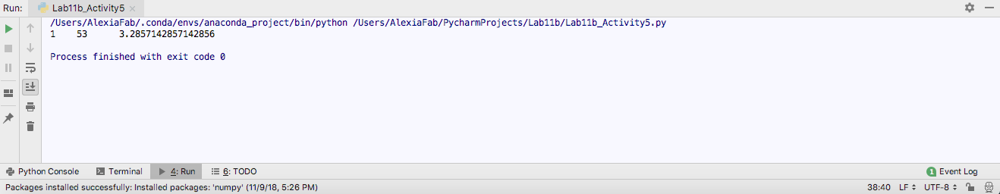 Run: Lab11b_Activity5
/Users/AlexiaFab/.conda/envs/anaconda_project/bin/python /Users/AlexiaFab/PycharmProjects/Lab11b/Lab11b_Activity5.py
1 53 3.2857142857142856
Process finished with exit code 0
Python Console Terminal 4: Run 6: TODO 1 Event Log
Packages installed successfully: Installed packages: 'numpy' (11/9/18, 5:26 PM) 38:40 LF UTF-8